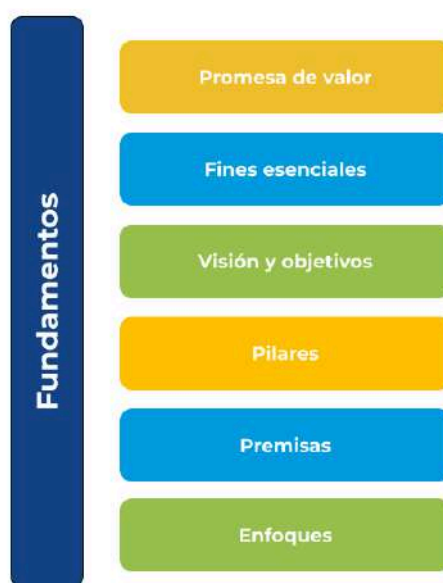 Fundamentos
Promesa de valor
Fines esenciales
Visión y objetivos
Pilares
Premisas
Enfoques